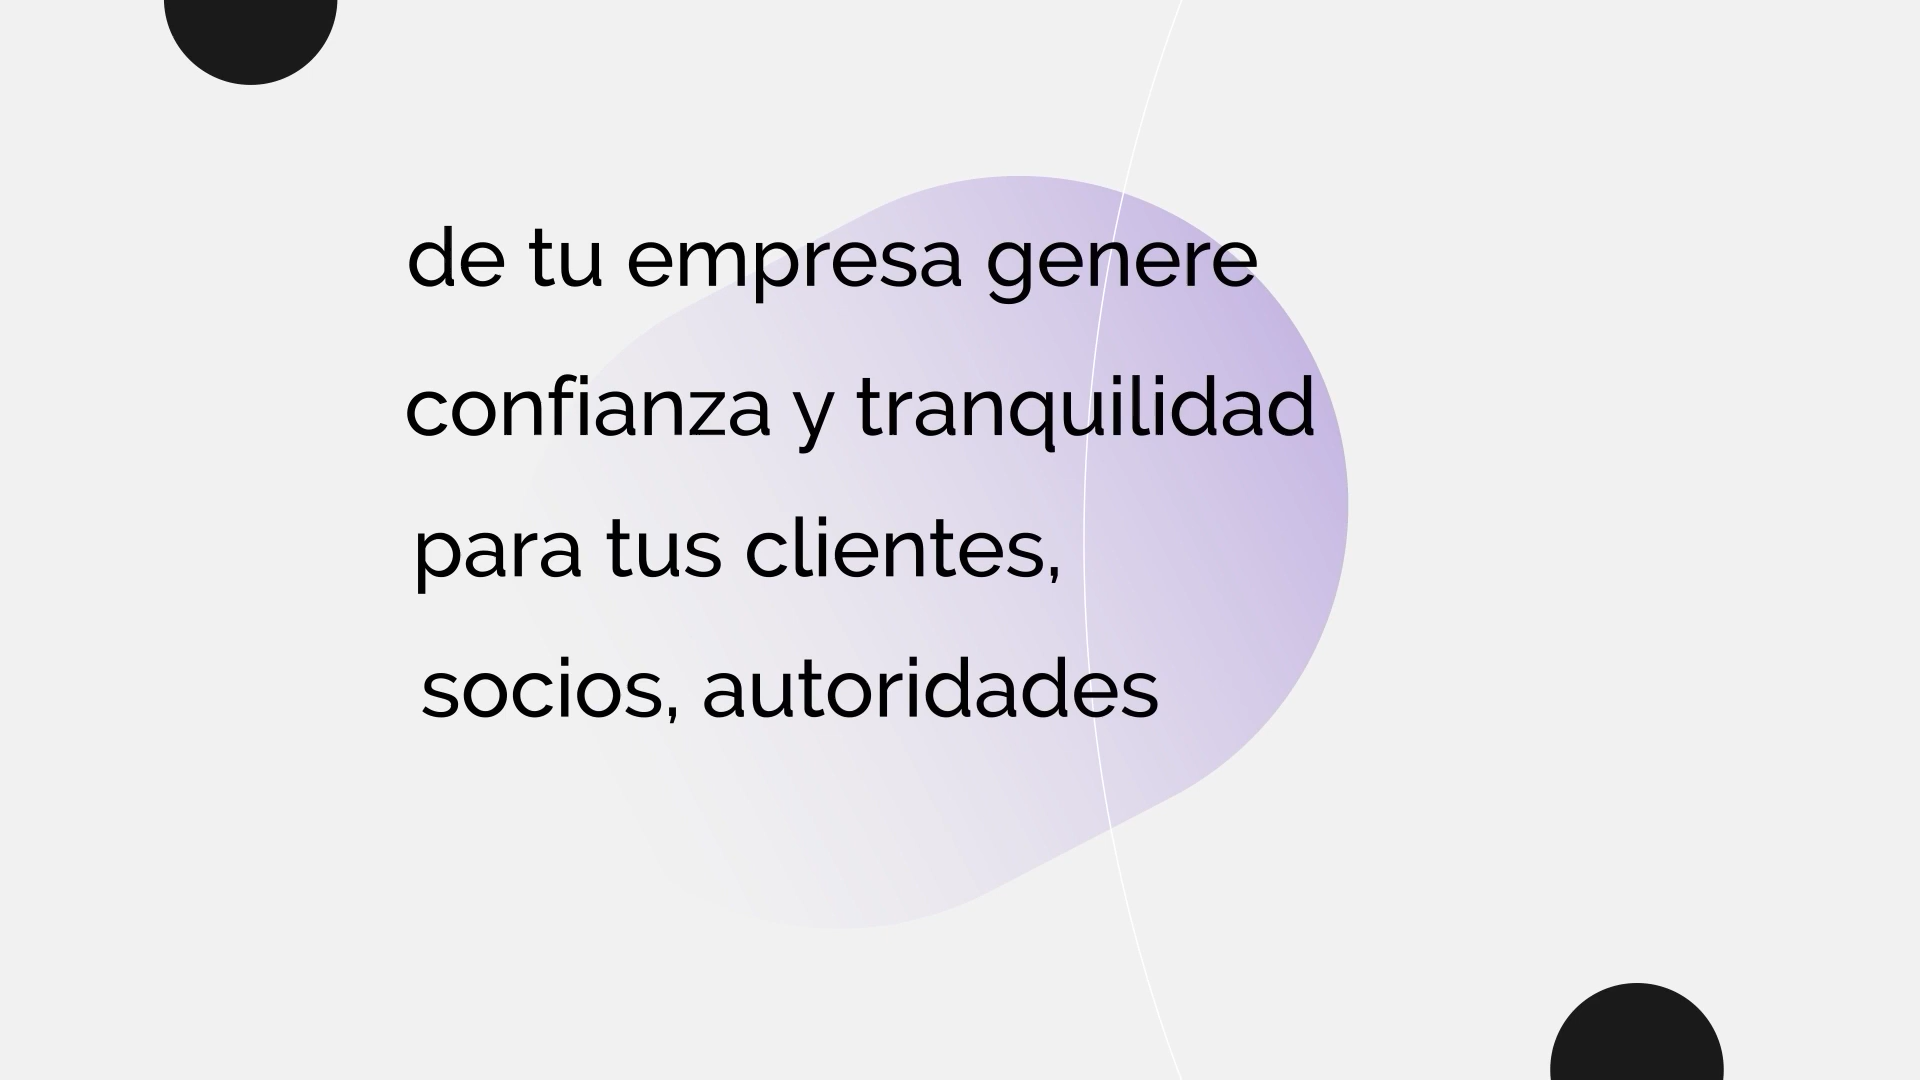 de tu empresa genere
confianza y tranquilidad
para tus clientes,
socios, autoridades